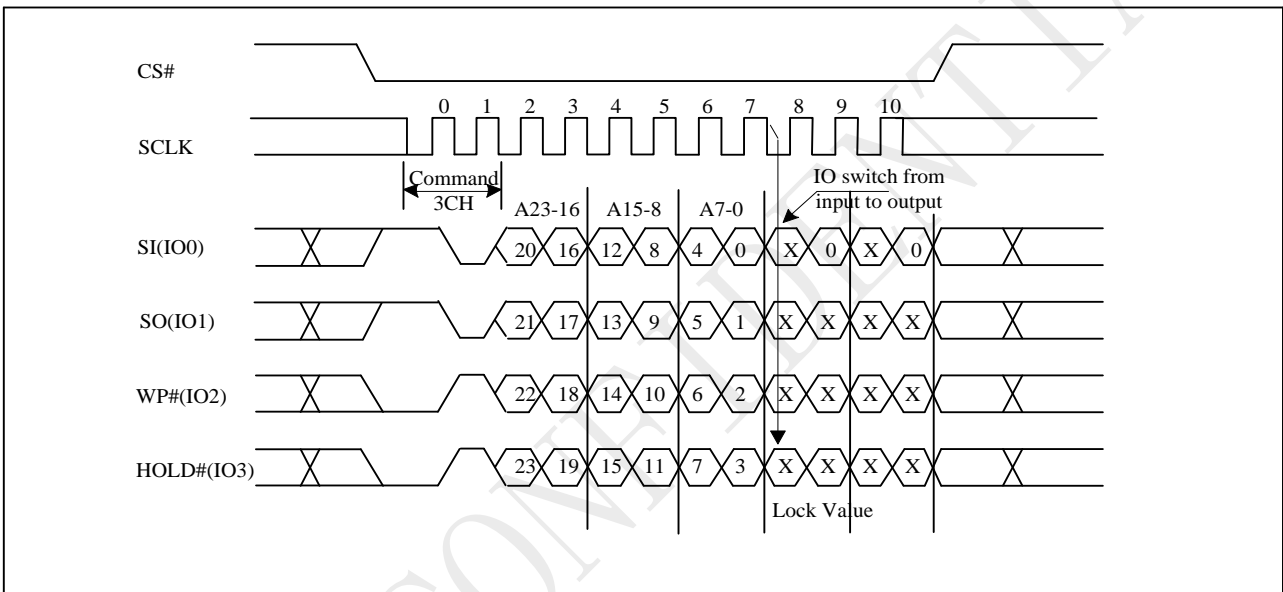 CS#
0 1 2 3 4 5 6 7 8 9 10
SCLK
Command
3CH
IO switch from
input to output
A23-16 A15-8 A7-0
SI(IO0) 20 16 12 8 4 0 X 0 X 0
SO(IO1) 21 17 13 9 5 1 X X X X
WP#(IO2) 22 18 14 10 6 2 X X X X
HOLD#(IO3) 23 19 15 11 7 3 X X X X
Lock Value
CONFIDENTIA